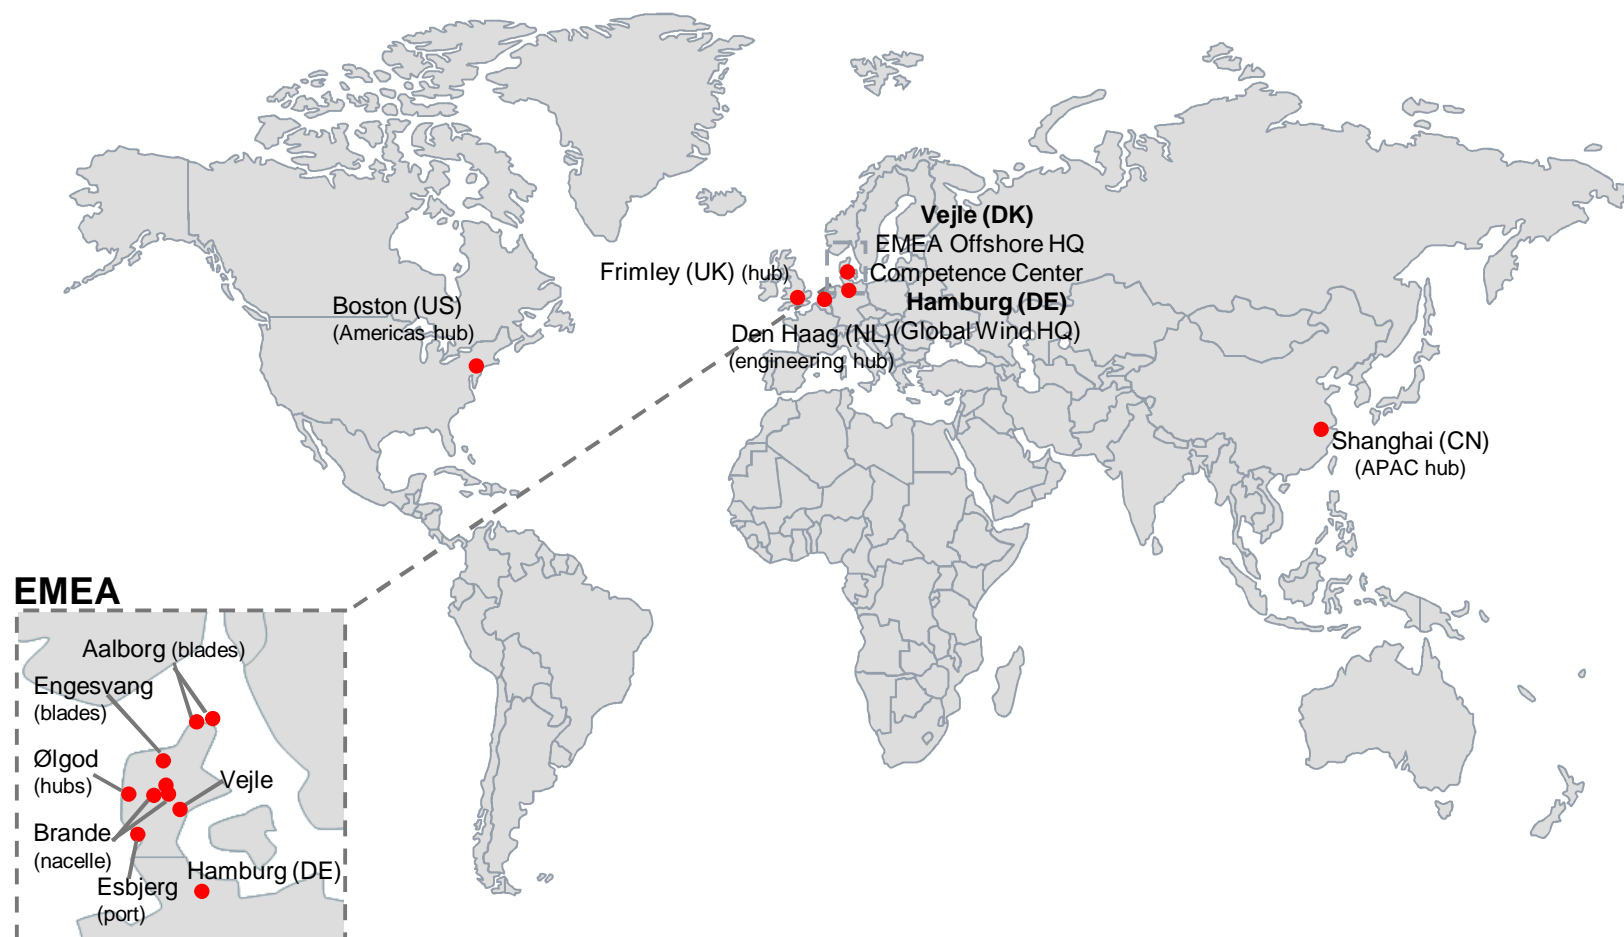 Vejle (DK)
EMEA Offshore HQ
Competence Center
Frimley (UK) (hub)
Hamburg (DE)
(Global Wind HQ)
Boston (US)
(Americas hub)
Den Haag (NL)
(engineering hub)
Shanghai (CN)
(APAC hub)
EMEA
Aalborg (blades)
Engesvang
(blades)
Ølgod
(hubs)
Vejle
Brande
(nacelle)
Hamburg (DE)
Esbjerg
(port)